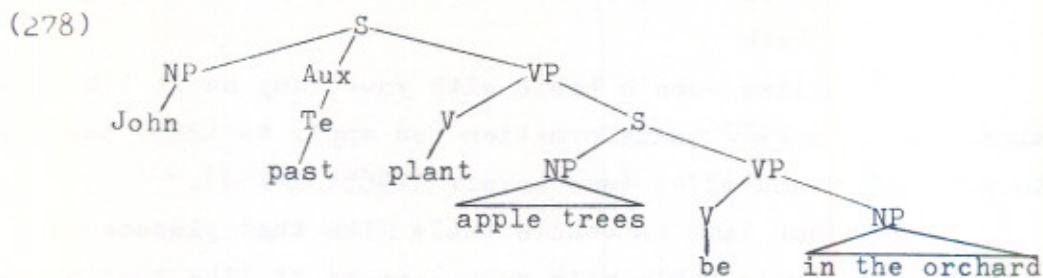 (278)
S
NP Aux VP
John Te V S
past plant NP VP
apple trees V NP
be in the orchard